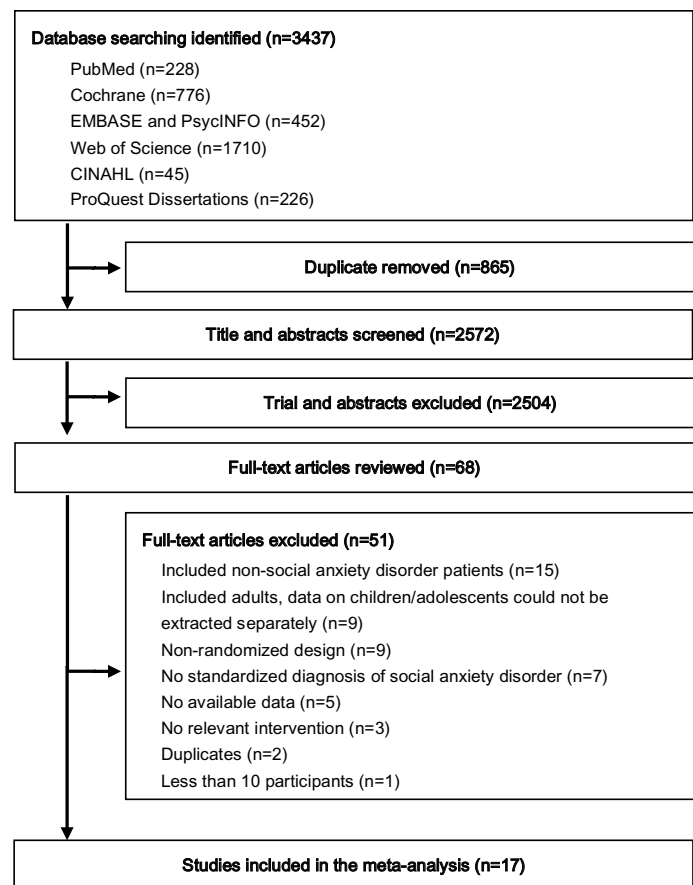 Database searching identified (n=3437)
PubMed (n=228)
Cochrane (n=776)
EMBASE and PsycINFO (n=452)
Web of Science (n=1710)
CINAHL (n=45)
ProQuest Dissertations (n=226)
Duplicate removed (n=865)
Title and abstracts screened (n=2572)
Trial and abstracts excluded (n=2504)
Full-text articles reviewed (n=68)
Full-text articles excluded (n=51)
Included non-social anxiety disorder patients (n=15)
Included adults, data on children/adolescents could not be
extracted separately (n=9)
Non-randomized design (n=9)
No standardized diagnosis of social anxiety disorder (n=7)
No available data (n=5)
No relevant intervention (n=3)
Duplicates (n=2)
Less than 10 participants (n=1)
Studies included in the meta-analysis (n=17)